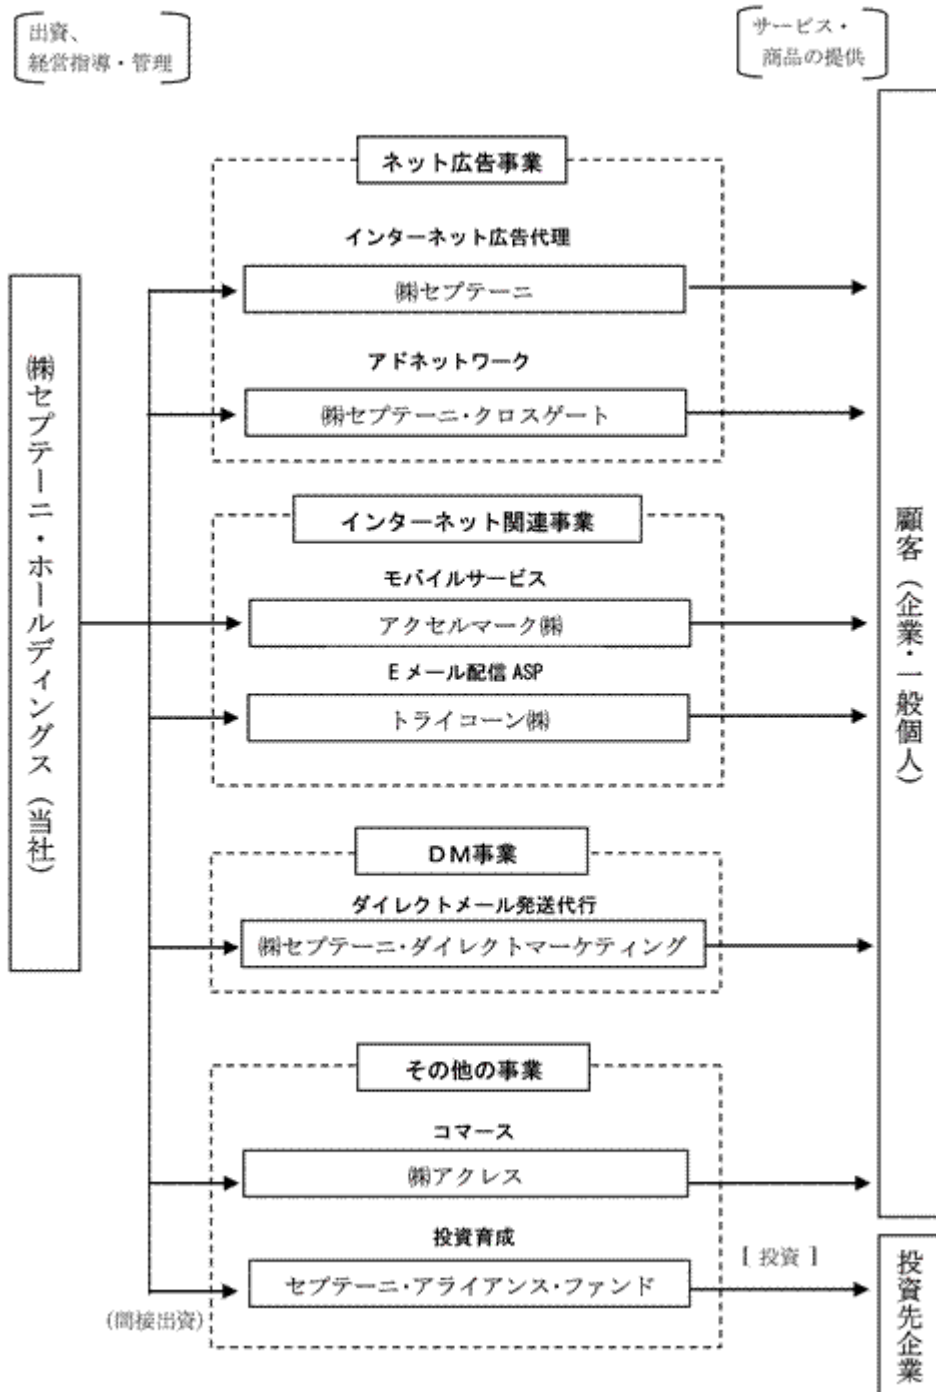 出資、
経営指導・管理
サービス・
商品の提供
ネット広告事業
インターネット広告代理
㈱セプテーニ
アドネットワーク
㈱セプテーニ・クロスゲート
インターネット関連事業
モバイルサービス
アクセルマーク㈱
Eメール配信 ASP
トライコーン㈱
DM事業
ダイレクトメール発送代行
㈱セプテーニ・ダイレクトマーケティング
その他の事業
コマース
㈱アクレス
投資育成
セプテーニ・アライアンス・ファンド
(間接出資)
[ 投資 ]
㈱セプテーニ・ホールディングス(当社)
顧客(企業・一般個人)
投資先企業